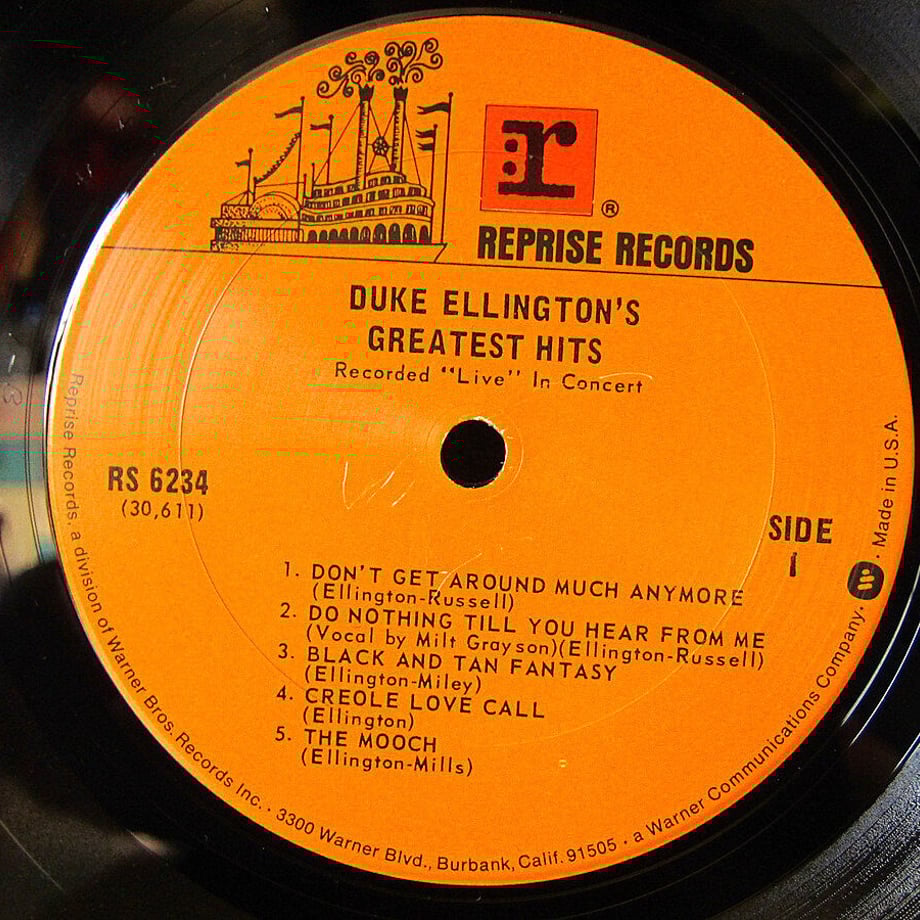 r
®
REPRISE RECORDS
DUKE ELLINGTON'S
GREATEST HITS
Recorded "Live" In Concert
RS 6234
(30,611)
SIDE
1
1. DON'T GET AROUND MUCH ANYMORE
(Ellington-Russell)
2. DO NOTHING TILL YOU HEAR FROM ME
(Vocal by Milt Grayson)(Ellington-Russell)
3. BLACK AND TAN FANTASY
(Ellington-Miley)
4. CREOLE LOVE CALL
(Ellington)
5. THE MOOCH
(Ellington-Mills)
Reprise Records, a division of Warner Bros. Records Inc. · 3300 Warner Blvd., Burbank, Calif. 91505 · a Warner Communications Company · Made in U.S.A.